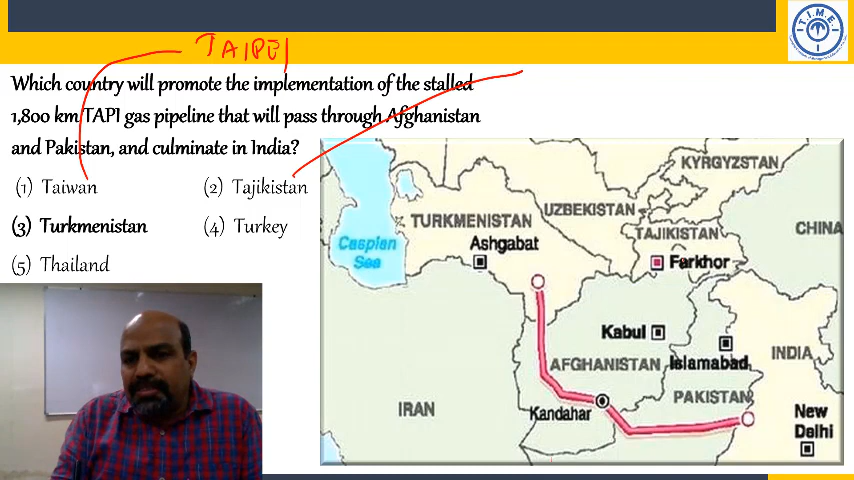 T.I.M.E.
TAIPEI
Which country will promote the implementation of the stalled
1,800 km TAPI gas pipeline that will pass through Afghanistan
and Pakistan, and culminate in India?
(1) Taiwan (2) Tajikistan
(3) Turkmenistan (4) Turkey
(5) Thailand
KYRGYZSTAN
UZBEKISTAN
TURKMENISTAN
TAJIKISTAN
CHINA
Caspian
Sea
Ashgabat
Farkhor
Kabul
INDIA
AFGHANISTAN
Islamabad
PAKISTAN
IRAN
Kandahar
New
Delhi